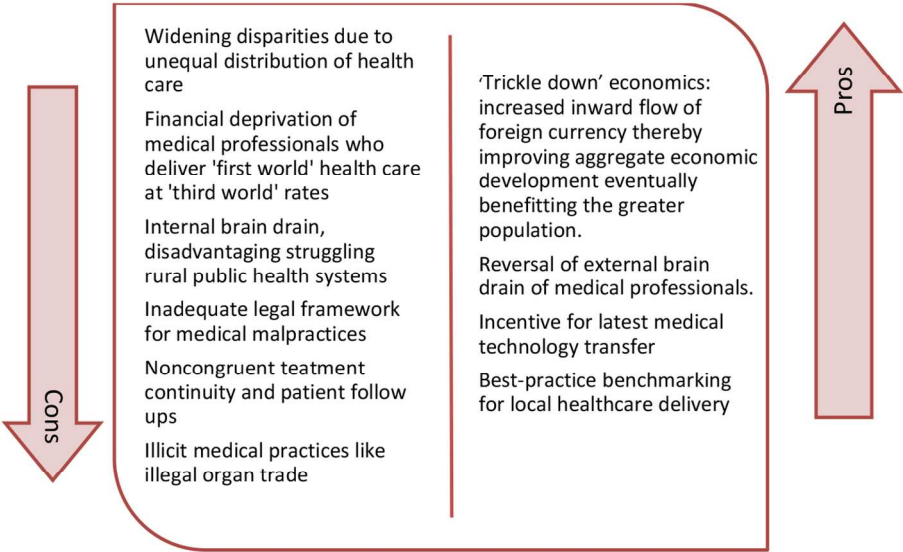 Widening disparities due to
unequal distribution of health
care
Financial deprivation of
medical professionals who
deliver 'first world' health care
at 'third world' rates
Internal brain drain,
disadvantaging struggling
rural public health systems
Inadequate legal framework
for medical malpractices
Noncongruent teatment
continuity and patient follow
ups
Illicit medical practices like
illegal organ trade
Cons
‘Trickle down’ economics:
increased inward flow of
foreign currency thereby
improving aggregate economic
development eventually
benefitting the greater
population.
Reversal of external brain
drain of medical professionals.
Incentive for latest medical
technology transfer
Best-practice benchmarking
for local healthcare delivery
Pros